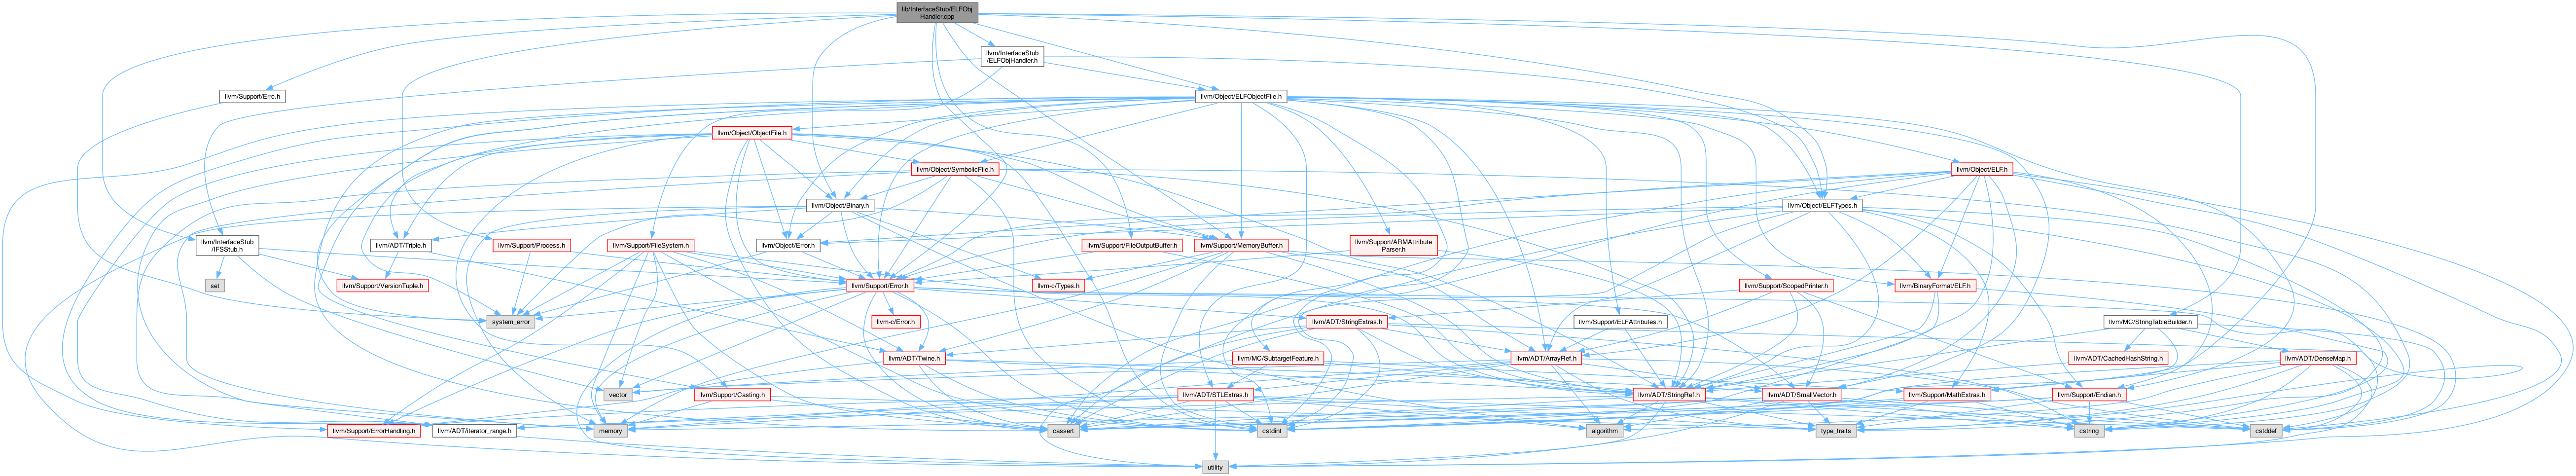 lib/InterfaceStub/ELFObj
Handler.cpp
llvm/InterfaceStub
/ELFObjHandler.h
llvm/Support/Errc.h
llvm/Object/ELFObjectFile.h
llvm/Object/ObjectFile.h
llvm/Object/SymbolicFile.h
llvm/Object/ELF.h
llvm/Object/Binary.h
llvm/Object/ELFTypes.h
llvm/InterfaceStub
/IFSStub.h
llvm/ADT/Triple.h
llvm/Support/Process.h
llvm/Support/FileSystem.h
llvm/Object/Error.h
llvm/Support/FileOutputBuffer.h
llvm/Support/MemoryBuffer.h
llvm/Support/ARMAttribute
Parser.h
set
llvm/Support/VersionTuple.h
llvm/Support/Error.h
llvm-c/Types.h
llvm/Support/ScopedPrinter.h
llvm/BinaryFormat/ELF.h
system_error
llvm-c/Error.h
llvm/ADT/StringExtras.h
llvm/Support/ELFAttributes.h
llvm/MC/StringTableBuilder.h
llvm/ADT/Twine.h
llvm/MC/SubtargetFeature.h
llvm/ADT/ArrayRef.h
llvm/ADT/CachedHashString.h
llvm/ADT/DenseMap.h
vector
llvm/Support/Casting.h
llvm/ADT/STLExtras.h
llvm/ADT/StringRef.h
llvm/ADT/SmallVector.h
llvm/Support/MathExtras.h
llvm/Support/Endian.h
llvm/Support/ErrorHandling.h
llvm/ADT/iterator_range.h
memory
cassert
cstdint
algorithm
type_traits
cstring
cstddef
utility